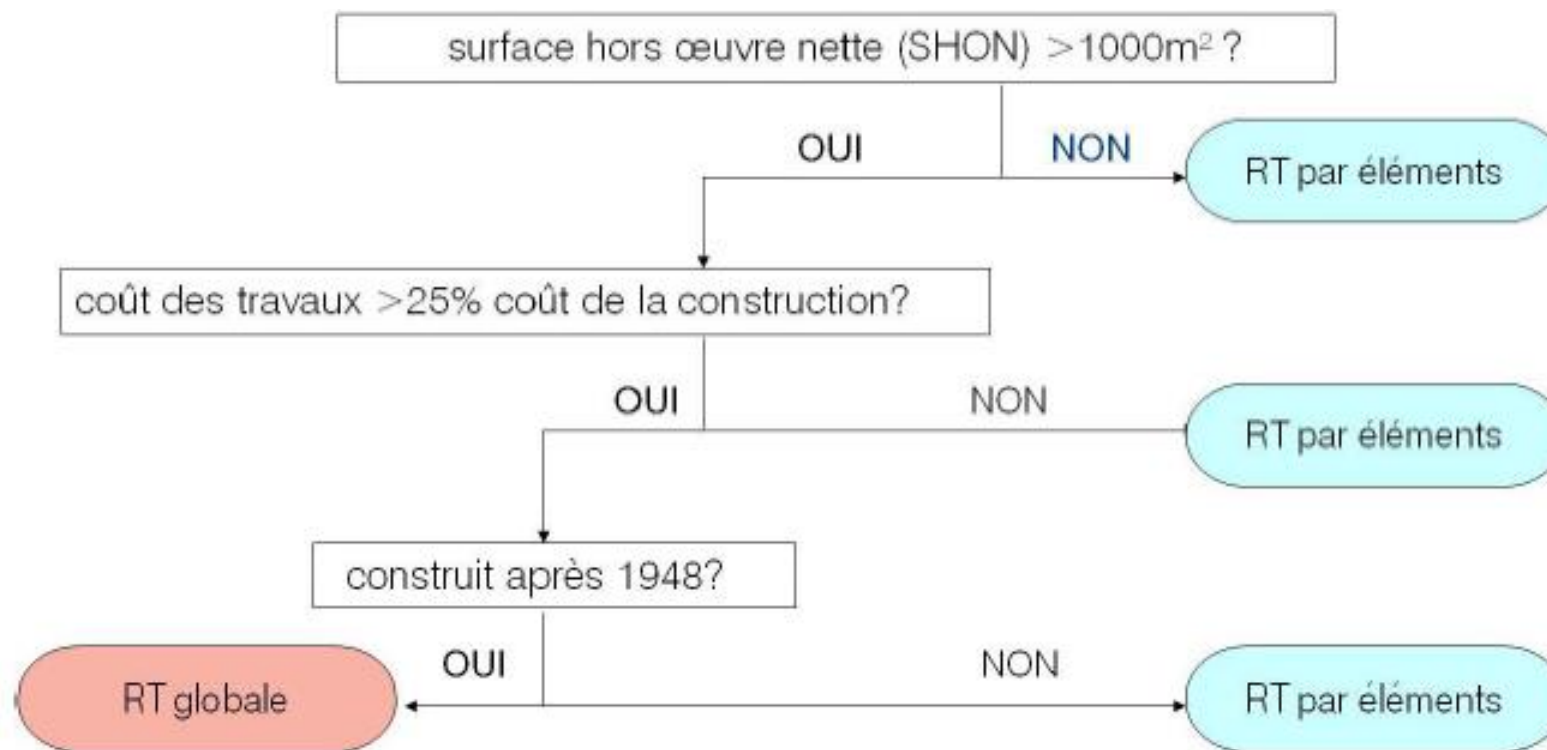 surface hors œuvre nette (SHON) >1000m² ?
OUI NON
RT par éléments
coût des travaux >25% coût de la construction?
OUI NON
RT par éléments
construit après 1948?
OUI NON
RT globale
RT par éléments